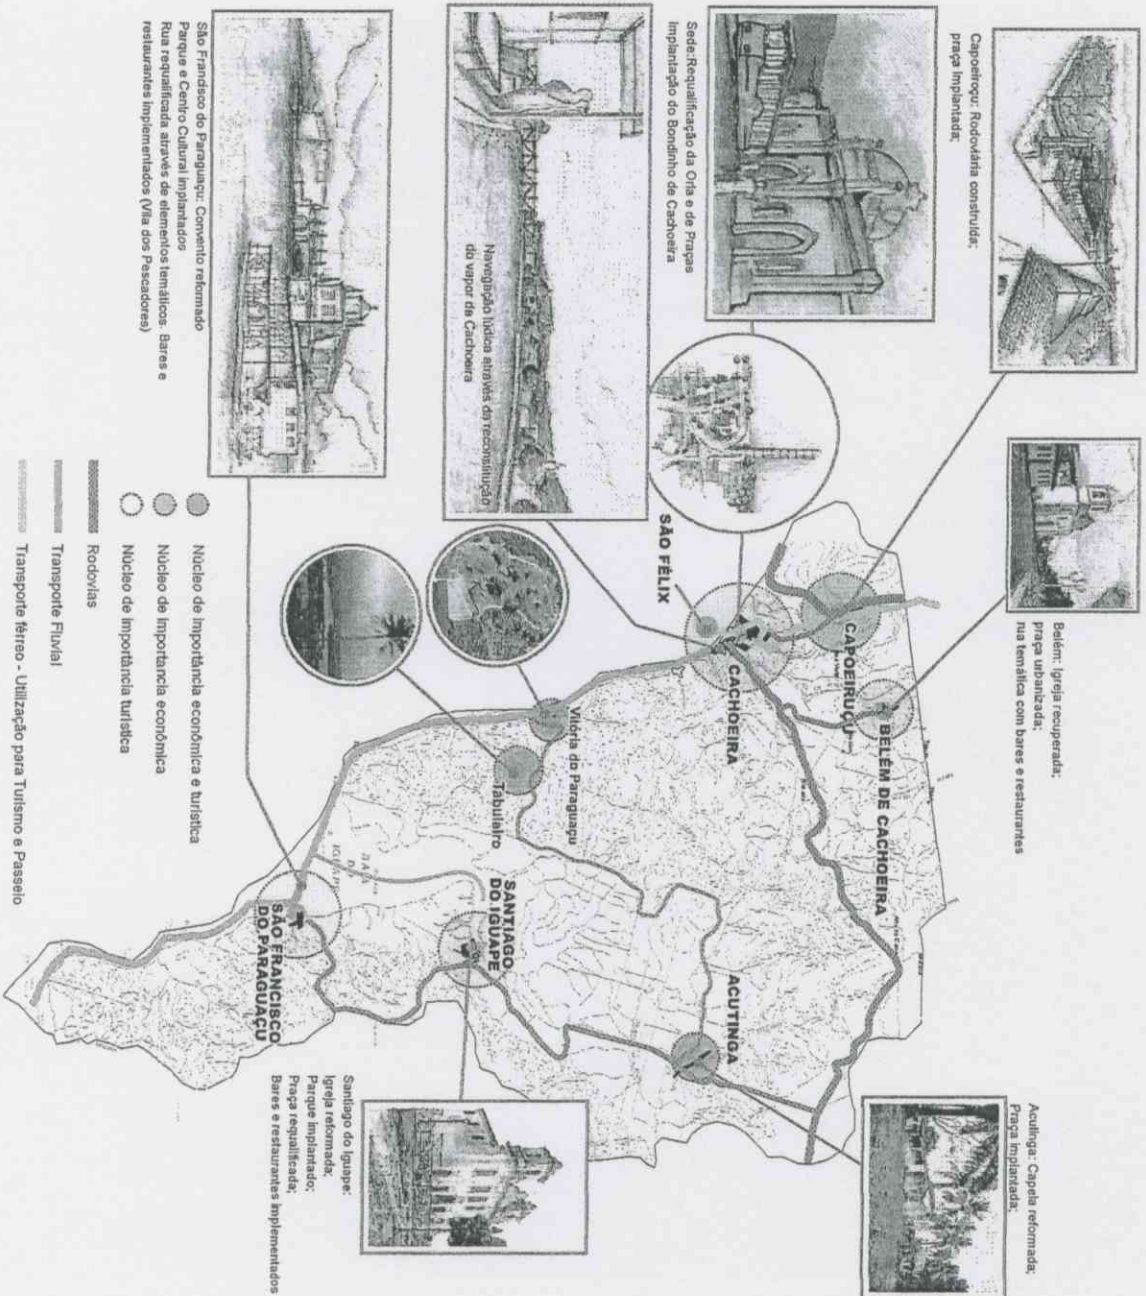 Capoeiroçu: Rodoviária construída;
praça implantada;
Belém: Igreja recuperada;
praça urbanizada;
rua temática com bares e restaurantes
Sede:Requalificação da Orla e de Praças
Implantação do Bondinho de Cachoeira
Navegação lúdica através da reconstituição
do vapor de Cachoeira
São Francisco do Paraguaçu: Convento reformado
Parque e Centro Cultural implantados
Rua requalificada através de elementos temáticos. Bares e
restaurantes implementados (Vila dos Pescadores)
SÃO FÉLIX
CAPOEIRUÇU
BELÉM DE CACHOEIRA
CACHOEIRA
Vitória do Paraguaçu
Tabuleiro
ACUTINGA
SANTIAGO
DO IGUAPE
BAÍA
DO
IGUAPE
SÃO FRANCISCO
DO PARAGUAÇU
Acutinga: Capela reformada;
Praça implantada;
Santiago do Iguape:
Igreja reformada;
Parque implantado;
Praça requalificada;
Bares e restaurantes implementados
Núcleo de importância econômica e turística
Núcleo de importancia econômica
Núcleo de importância turística
Rodovias
Transporte Fluvial
Transporte férreo - Utilização para Turismo e Passeio